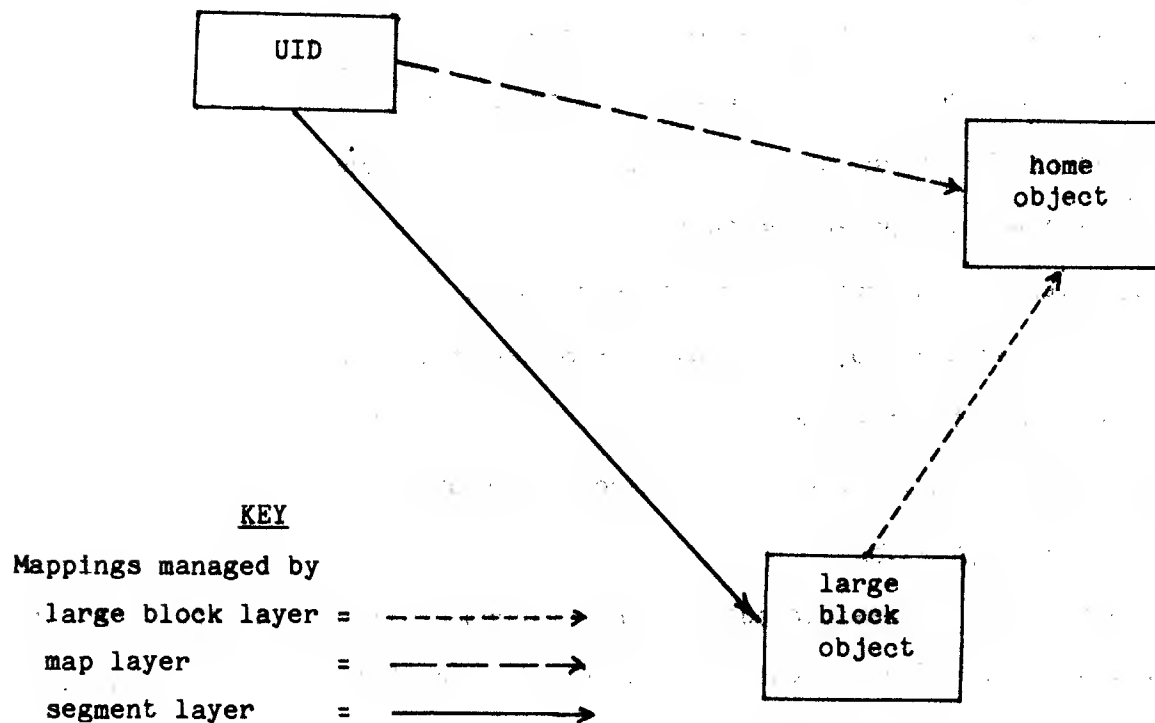 UID
home
object
KEY
Mappings managed by
large block layer =
map layer =
segment layer =
large
block
object